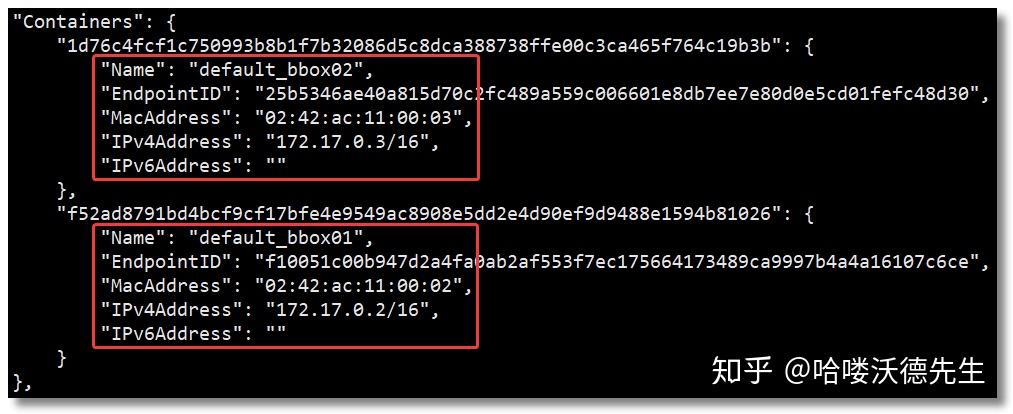 "Containers": {
"1d76c4fcf1c750993b8b1f7b32086d5c8dca388738ffe00c3ca465f764c19b3b": {
"Name": "default_bbox02",
"EndpointID": "25b5346ae40a815d70c2fc489a559c006601e8db7ee7e80d0e5cd01fefc48d30",
"MacAddress": "02:42:ac:11:00:03",
"IPv4Address": "172.17.0.3/16",
"IPv6Address": ""
},
"f52ad8791bd4bcf9cf17bfe4e9549ac8908e5dd2e4d90ef9d9488e1594b81026": {
"Name": "default_bbox01",
"EndpointID": "f10051c00b947d2a4fa0ab2af553f7ec175664173489ca9997b4a4a16107c6ce",
"MacAddress": "02:42:ac:11:00:02",
"IPv4Address": "172.17.0.2/16",
"IPv6Address": ""
}
},
知乎 @哈喽沃德先生